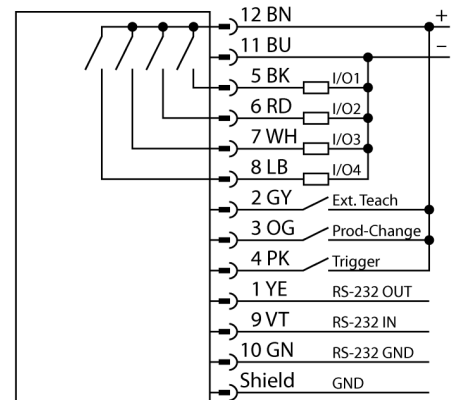 12 BN +
11 BU −
5 BK I/O1
6 RD I/O2
7 WH I/O3
8 LB I/O4
2 GY Ext. Teach
3 OG Prod-Change
4 PK Trigger
1 YE RS-232 OUT
9 VT RS-232 IN
10 GN RS-232 GND
Shield GND